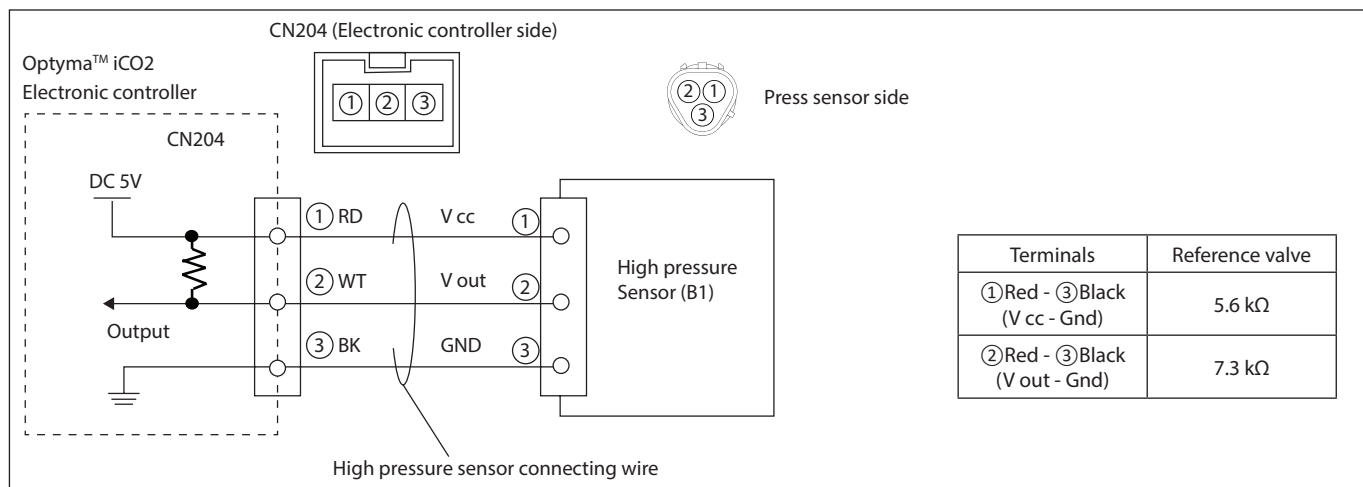 CN204 (Electronic controller side)
Optyma™ iCO2
Electronic controller
① ② ③
② ①
③
Press sensor side
CN204
DC 5V
① RD V cc ①
② WT V out ②
Output
③ BK GND ③
High pressure
Sensor (B1)
High pressure sensor connecting wire
Terminals Reference valve
①Red - ③Black
(V cc - Gnd)
5.6 kΩ
②Red - ③Black
(V out - Gnd)
7.3 kΩ